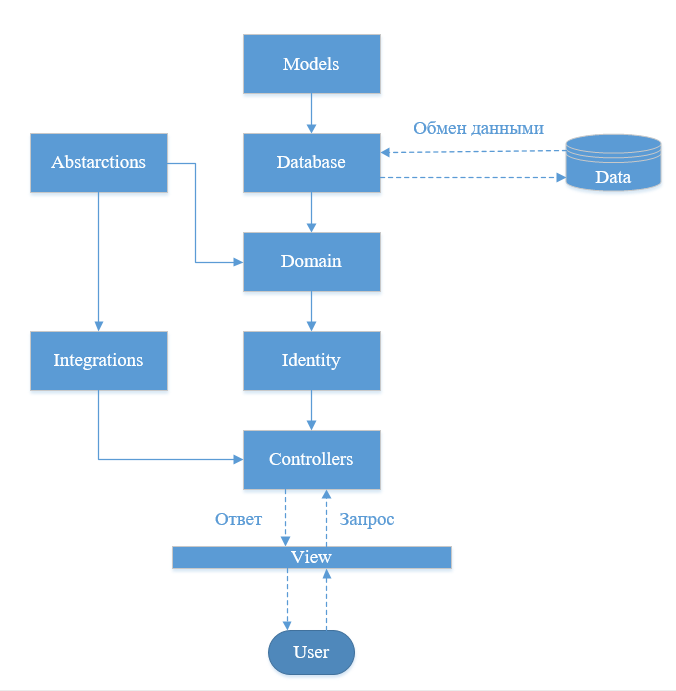 Models
Обмен данными
Abstarctions
Database
Data
Domain
Integrations
Identity
Controllers
Ответ
Запрос
View
User